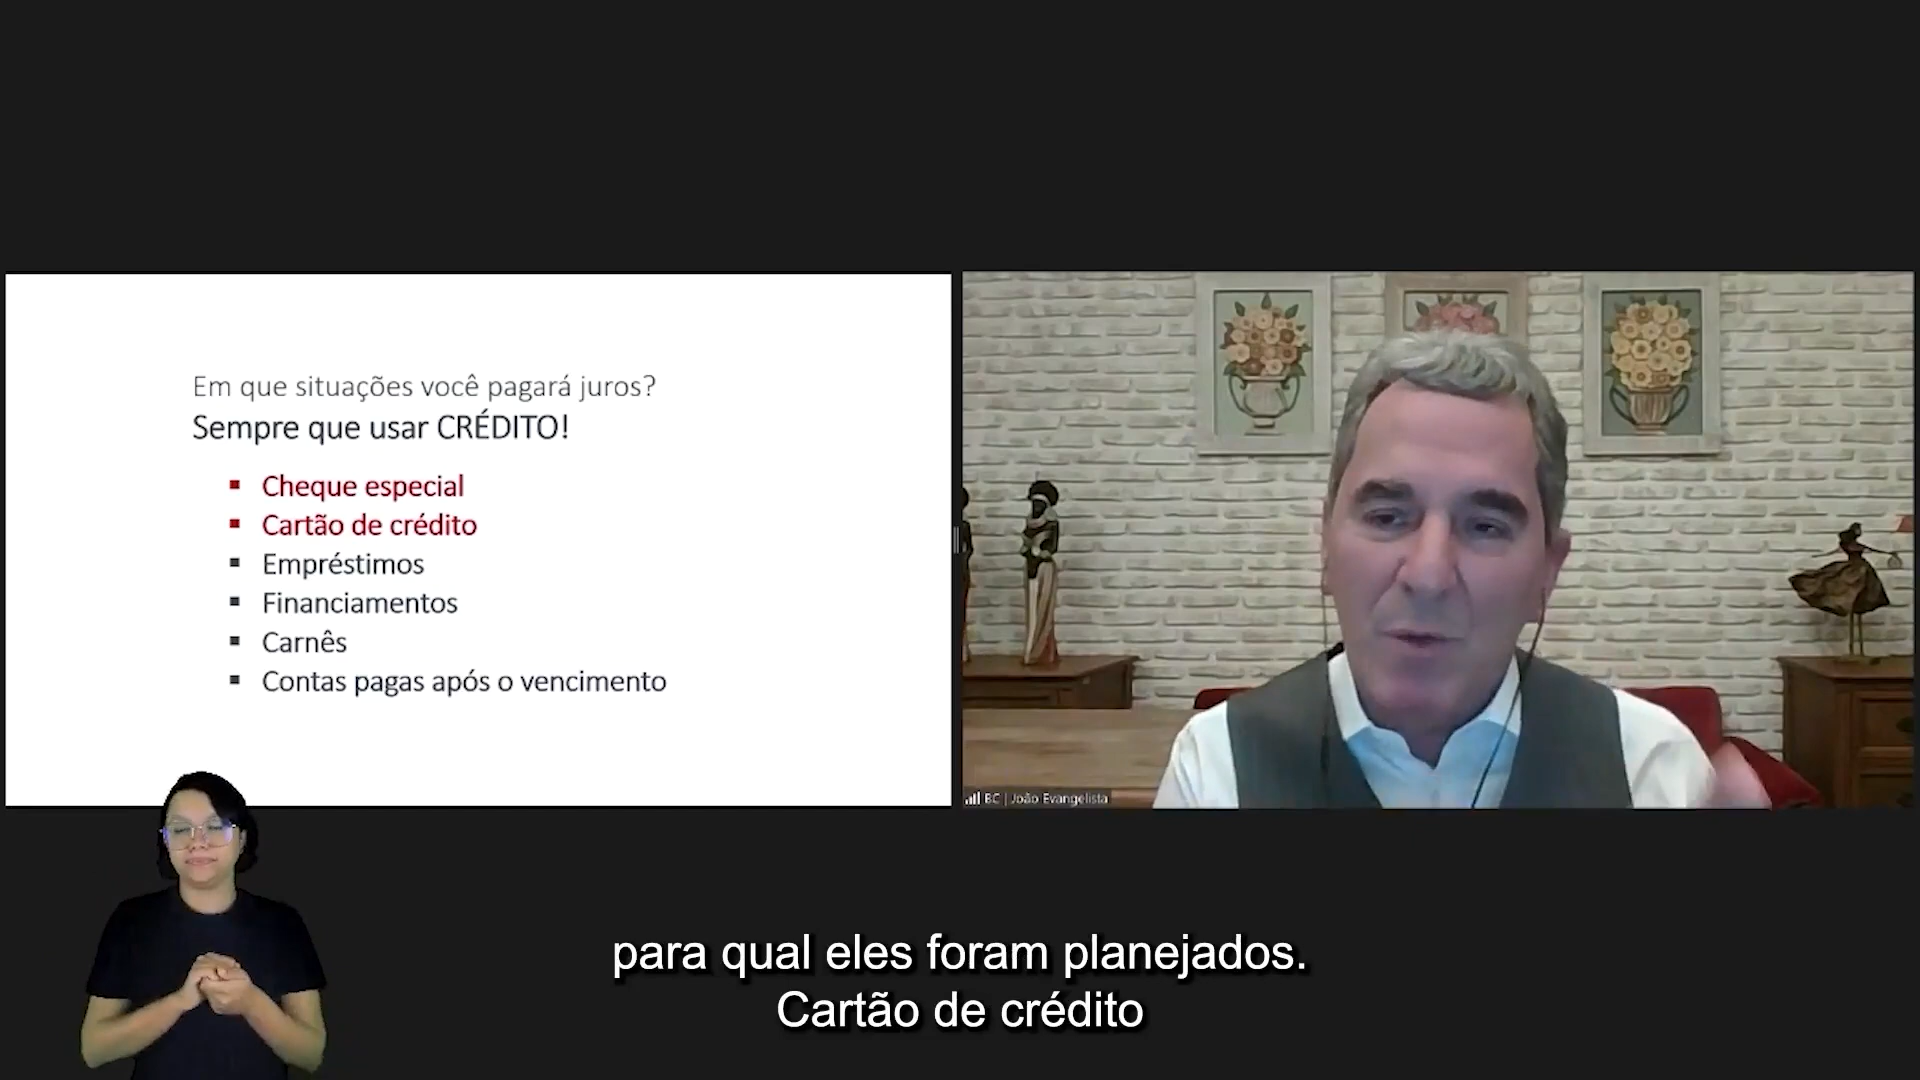 Em que situações você pagará juros?
Sempre que usar CRÉDITO!
Cheque especial
Cartão de crédito
Empréstimos
Financiamentos
Carnês
Contas pagas após o vencimento
BC | João Evangelista
para qual eles foram planejados.
Cartão de crédito